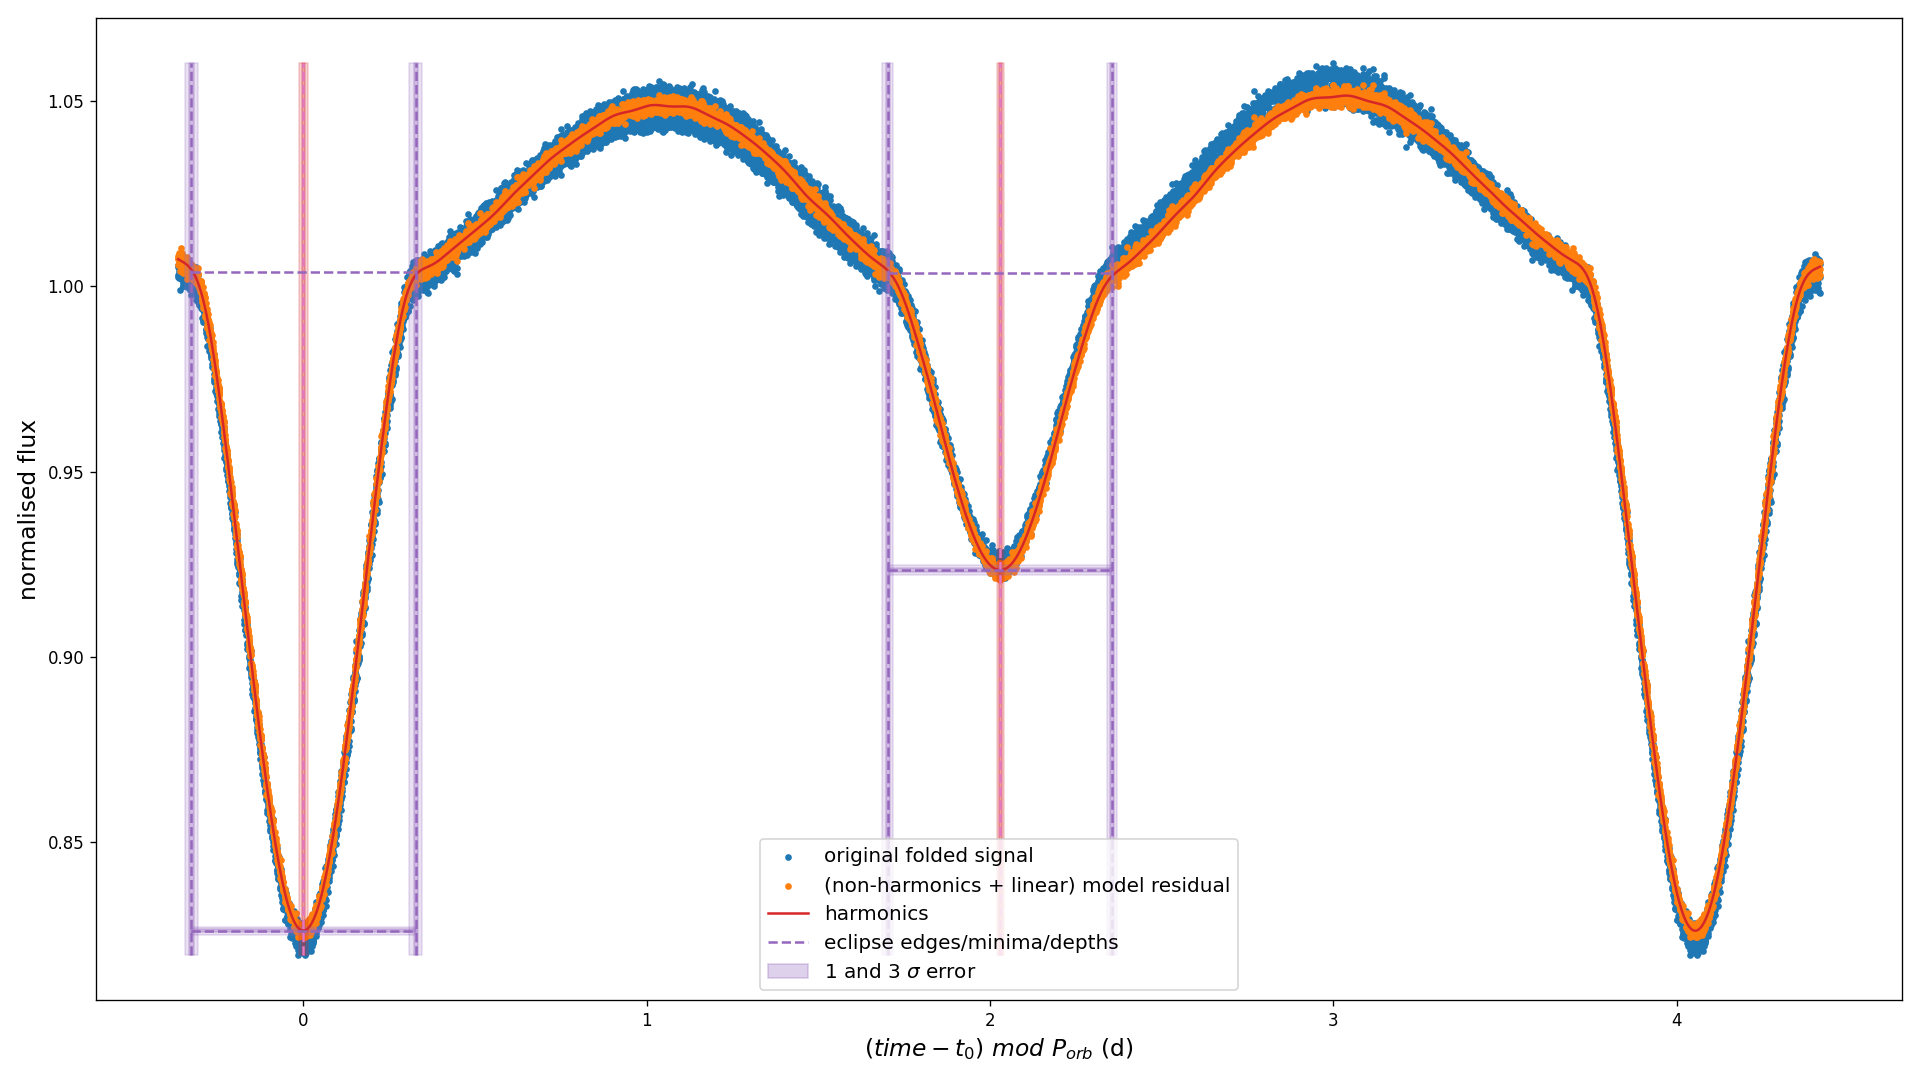 normalised flux
1.05
1.00
0.95
0.90
0.85
original folded signal
(non-harmonics + linear) model residual
harmonics
eclipse edges/minima/depths
1 and 3 σ error
0 1 2 3 4
(time − t₀) mod P_orb (d)